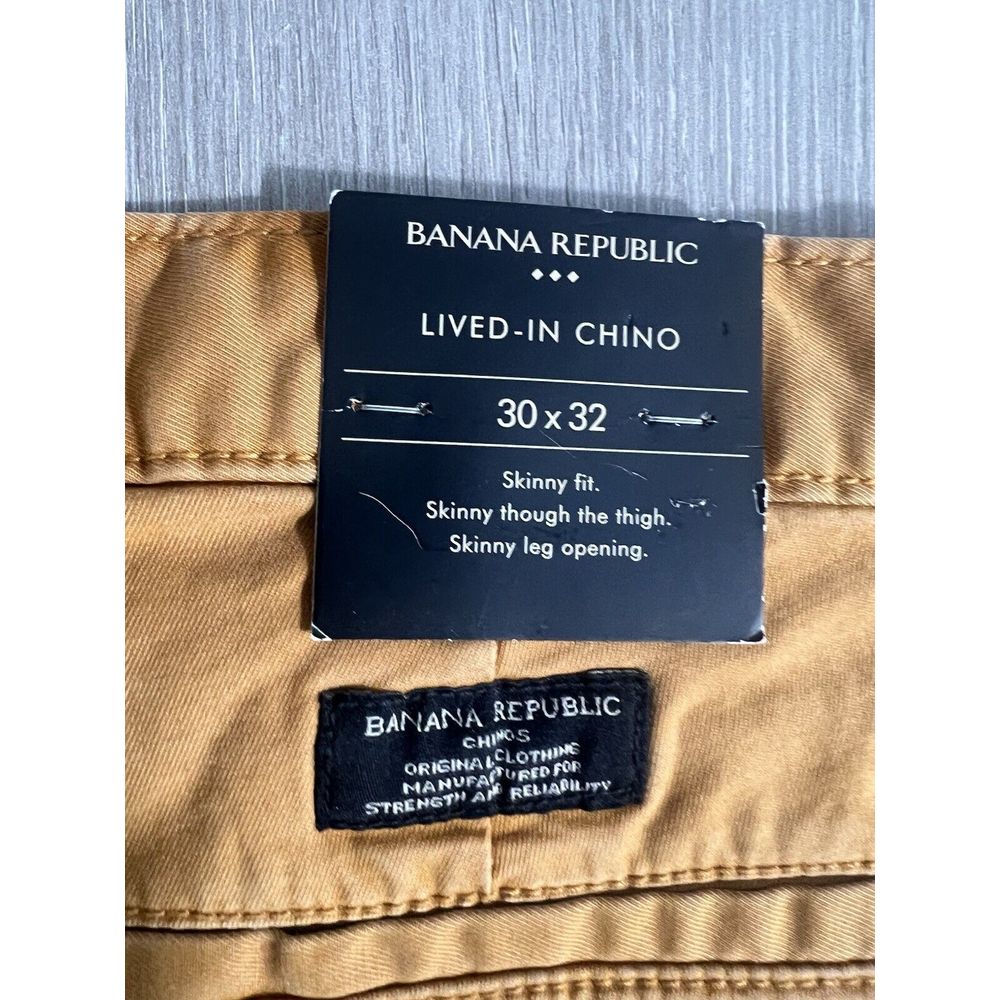 BANANA REPUBLIC
LIVED-IN CHINO
30 x 32
Skinny fit.
Skinny though the thigh.
Skinny leg opening.
BANANA REPUBLIC
CHINOS
ORIGINAL CLOTHING
MANUFACTURED FOR
STRENGTH AND RELIABILITY